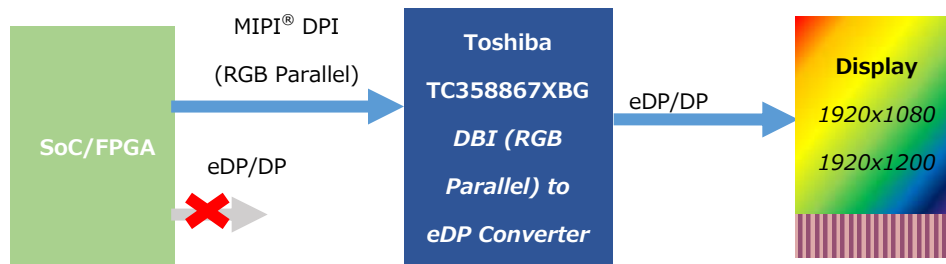 SoC/FPGA
MIPI® DPI
(RGB Parallel)
eDP/DP
Toshiba
TC358867XBG
DBI (RGB
Parallel) to
eDP Converter
eDP/DP
Display
1920x1080
1920x1200